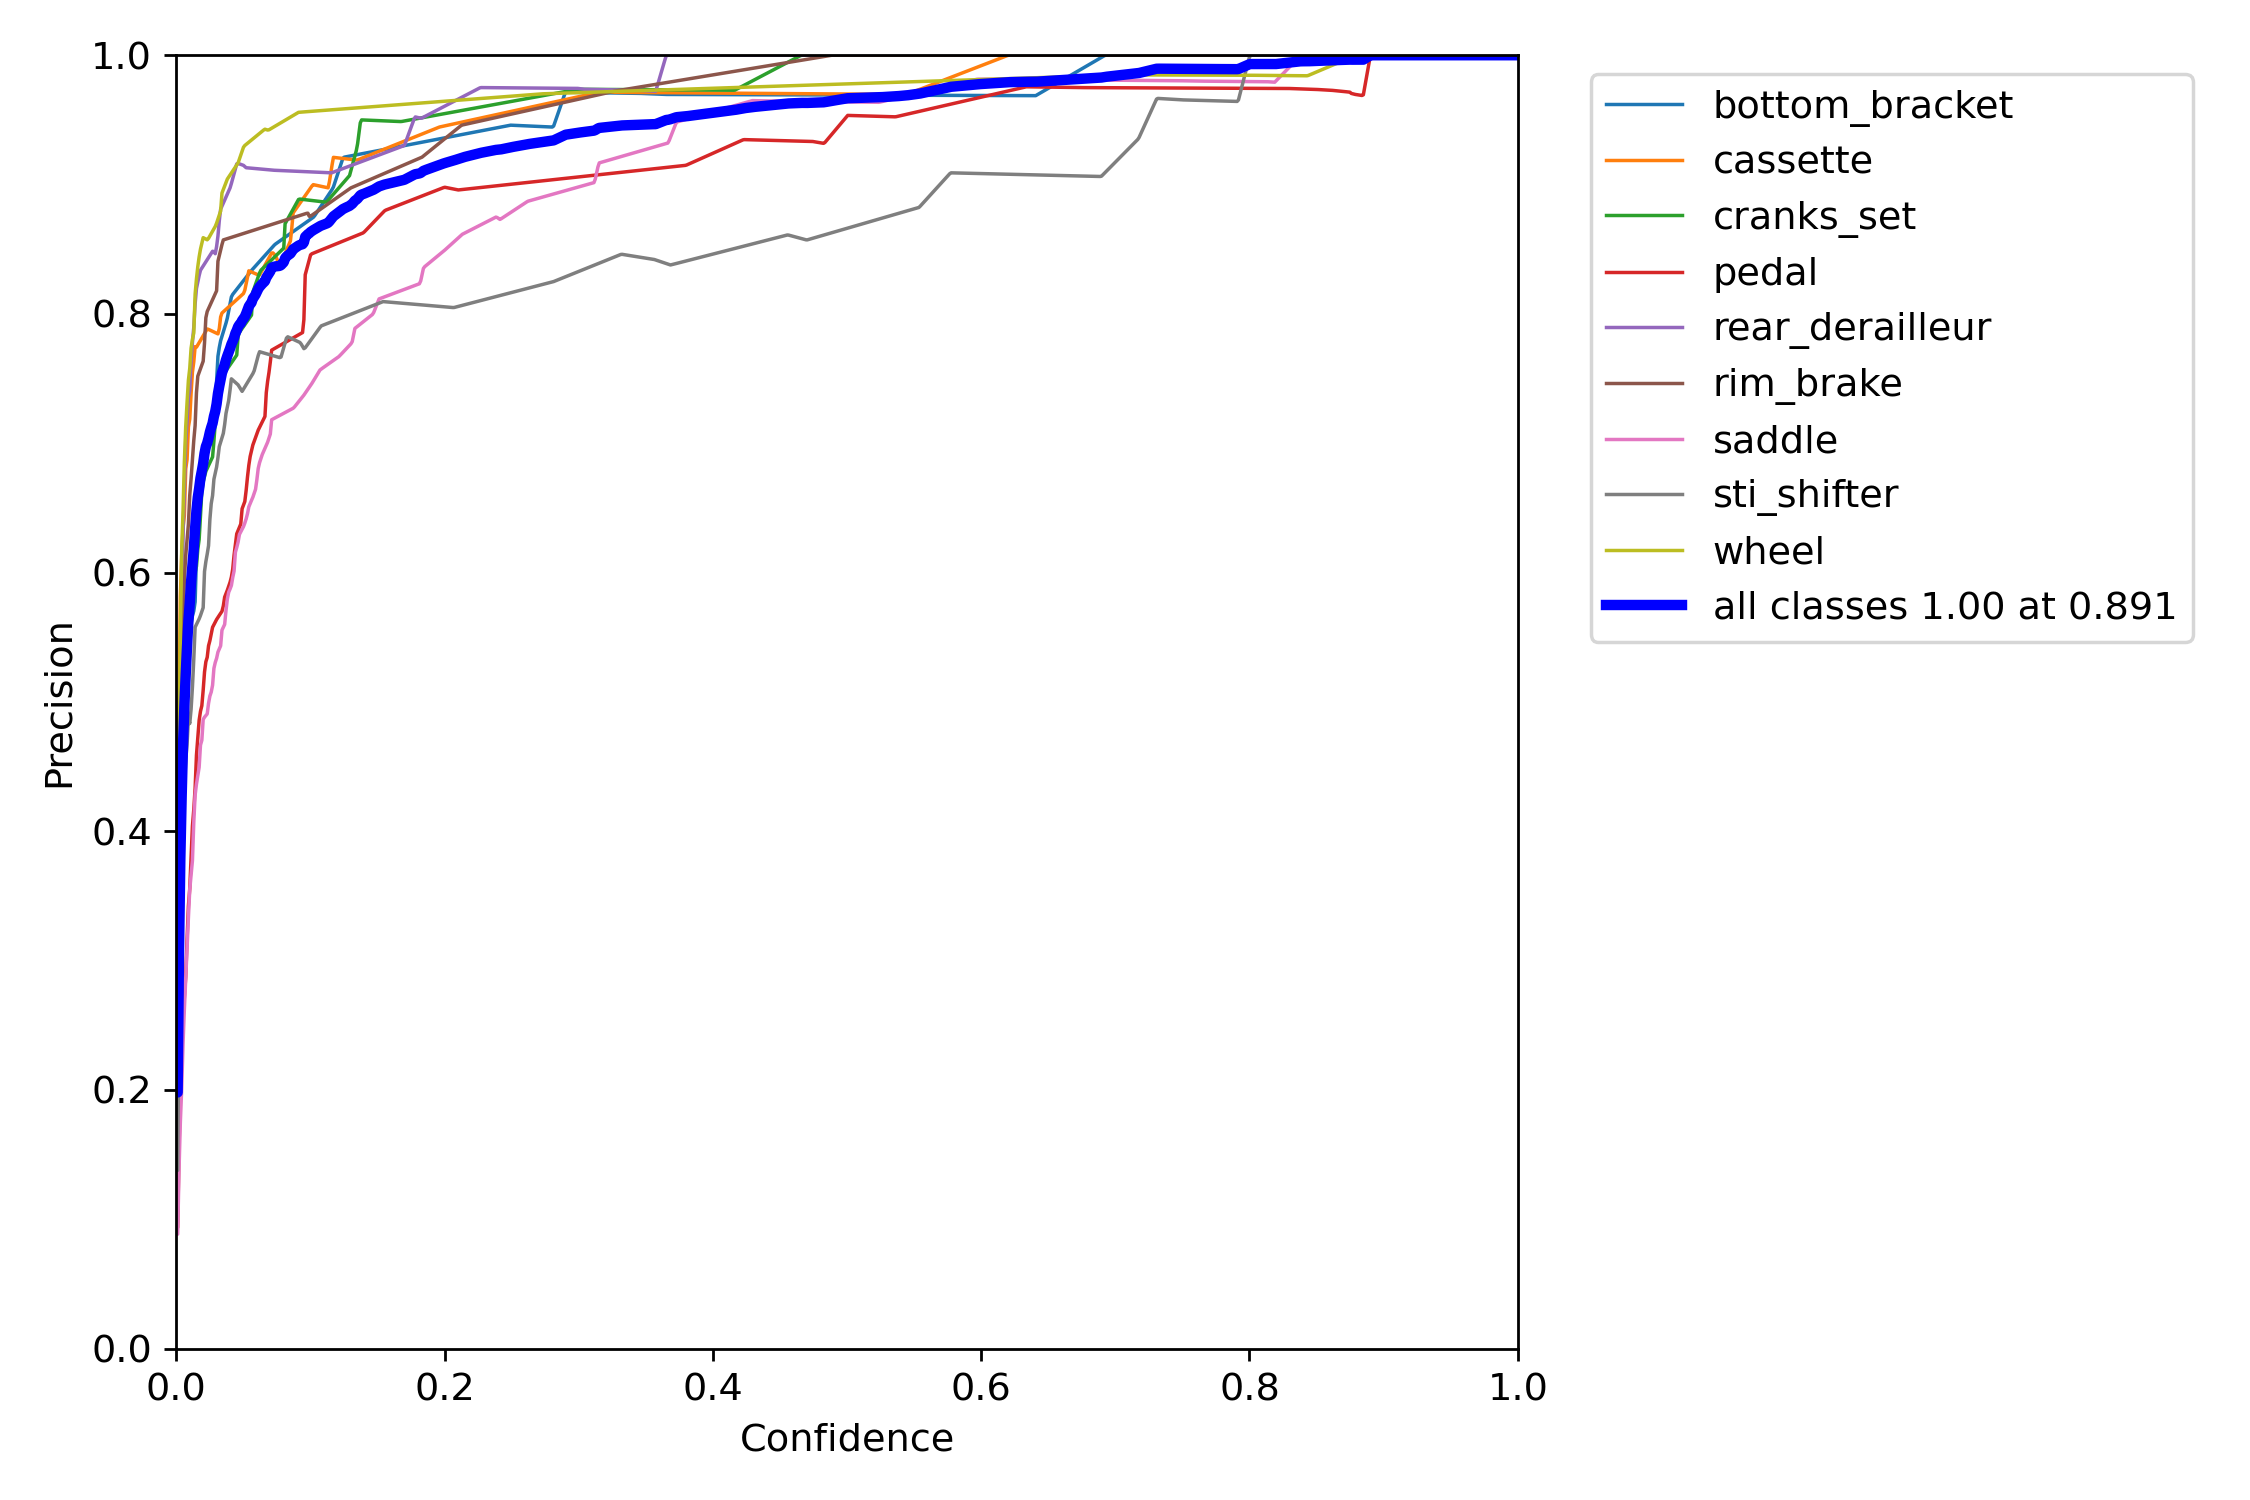 1.0
0.8
0.6
0.4
0.2
0.0
0.0 0.2 0.4 0.6 0.8 1.0
Precision
Confidence
bottom_bracket
cassette
cranks_set
pedal
rear_derailleur
rim_brake
saddle
sti_shifter
wheel
all classes 1.00 at 0.891